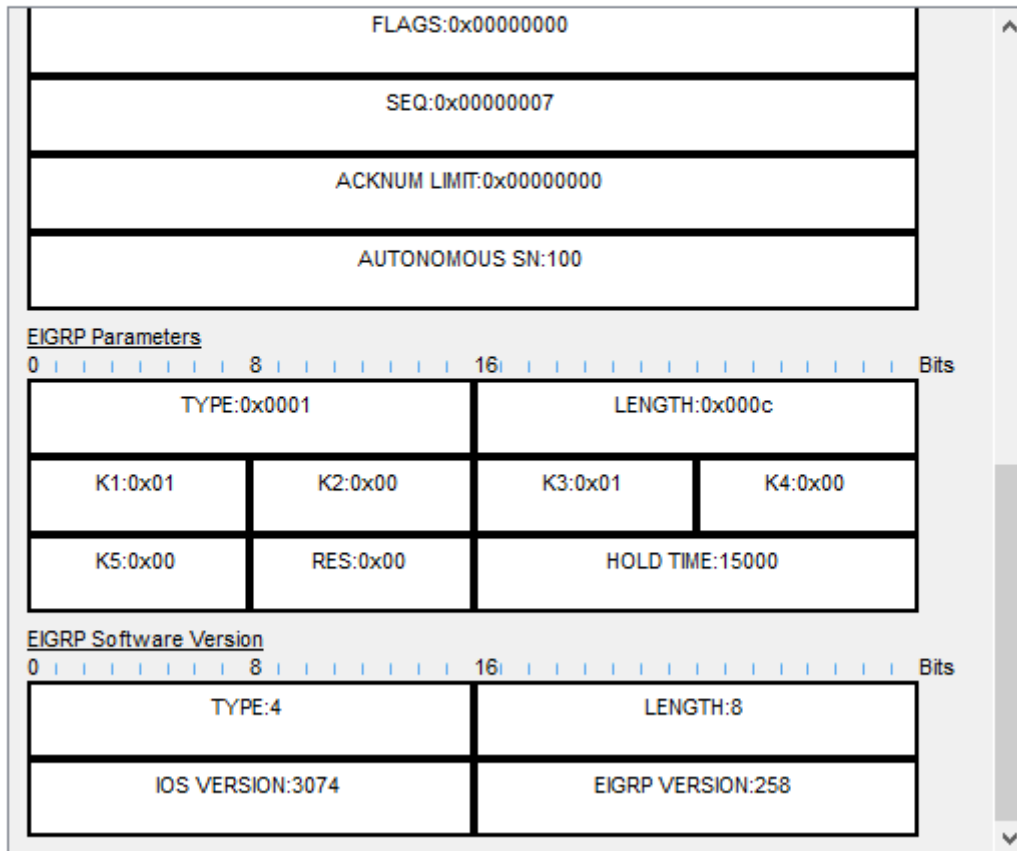 FLAGS:0x00000000
SEQ:0x00000007
ACKNUM LIMIT:0x00000000
AUTONOMOUS SN:100
EIGRP Parameters
0 8 16 Bits
TYPE:0x0001 LENGTH:0x000c
K1:0x01 K2:0x00 K3:0x01 K4:0x00
K5:0x00 RES:0x00 HOLD TIME:15000
EIGRP Software Version
0 8 16 Bits
TYPE:4 LENGTH:8
IOS VERSION:3074 EIGRP VERSION:258